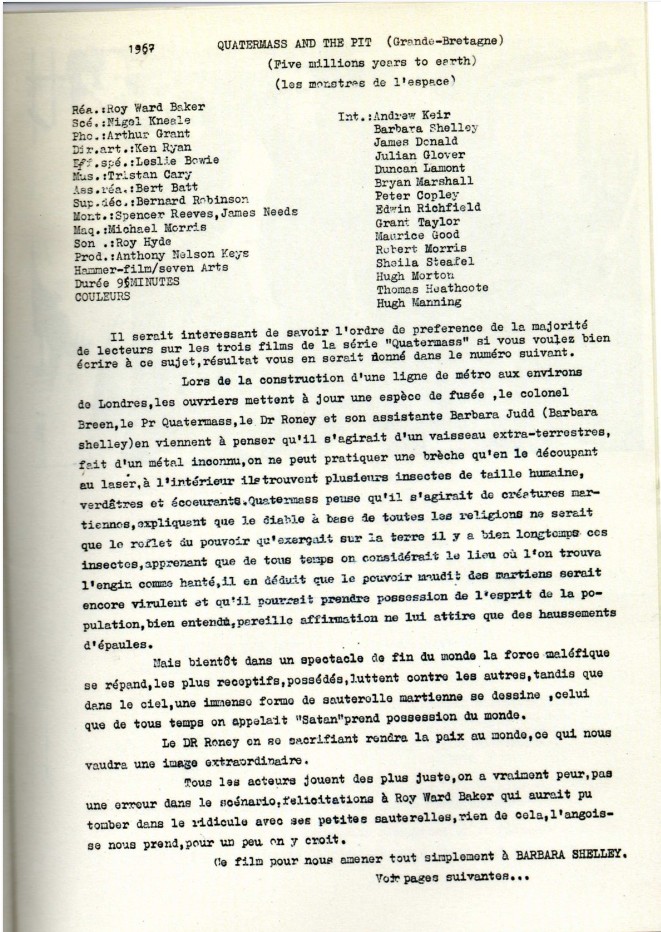 1967
QUATERMASS AND THE PIT (Grande-Bretagne)
(Five millions years to earth)
(les monstres de l'espace)
Réa.:Roy Ward Baker
Scé.:Nigel Kneale
Pho.:Arthur Grant
Dir.art.:Ken Ryan
Eff.spé.:Leslie Bowie
Mus.:Tristan Cary
Ass.réa.:Bert Batt
Sup.déc.:Bernard Robinson
Mont.:Spencer Reeves,James Needs
Maq.:Michael Morris
Son .:Roy Hyde
Prod.:Anthony Nelson Keys
Hammer-film/seven Arts
Durée 95MINUTES
COULEURS
Int.:Andrew Keir
Barbara Shelley
James Donald
Julian Glover
Duncan Lamont
Bryan Marshall
Peter Copley
Edwin Richfield
Grant Taylor
Maurice Good
Robert Morris
Sheila Steafel
Hugh Morton
Thomas Heathcote
Hugh Manning
Il serait interessant de savoir l'ordre de preference de la majorité
de lecteurs sur les trois films de la série "Quatermass" si vous voulez bien
écrire à ce sujet,résultat vous en serait donné dans le numéro suivant.
Lors de la construction d'une ligne de métro aux environs
de Londres,les ouvriers mettent à jour une espèce de fusée ,le colonel
Breen,le Pr Quatermass,le Dr Roney et son assistante Barbara Judd (Barbara
shelley)en viennent à penser qu'il s'agirait d'un vaisseau extra-terrestres,
fait d'un métal inconnu,on ne peut pratiquer une brèche qu'en le découpant
au laser,à l'intérieur ils trouvent plusieurs insectes de taille humaine,
verdâtres et écoeurants.Quatermass pense qu'il s'agirait de créatures mar-
tiennes,expliquent que le diable à base de toutes les religions ne serait
que le reflet du pouvoir qu'exerçait sur la terre il y a bien longtemps ces
insectes,apprenant que de tous temps on considérait le lieu où l'on trouva
l'engin comme hanté,il en déduit que le pouvoir maudit des martiens serait
encore virulent et qu'il pourrait prendre possession de l'esprit de la po-
pulation,bien entendu,pareille affirmation ne lui attire que des haussements
d'épaules.
Mais bientôt dans un spectacle de fin du monde la force maléfique
se répand,les plus receptifs,possédés,luttent contre les autres,tandis que
dans le ciel,une immense forme de sauterelle martienne se dessine ,celui
que de tous temps on appelait "Satan"prend possession du monde.
Le DR Roney en se sacrifiant rendra la paix au monde,ce qui nous
vaudra une image extraordinaire.
Tous les acteurs jouent des plus juste,on a vraiment peur,pas
une erreur dans le scénario,felicitations à Roy Ward Baker qui aurait pu
tomber dans le ridicule avec ses petites sauterelles,rien de cela,l'angois-
se nous prend,pour un peu on y croit.
Ce film pour nous amener tout simplement à BARBARA SHELLEY.
Voir pages suivantes...